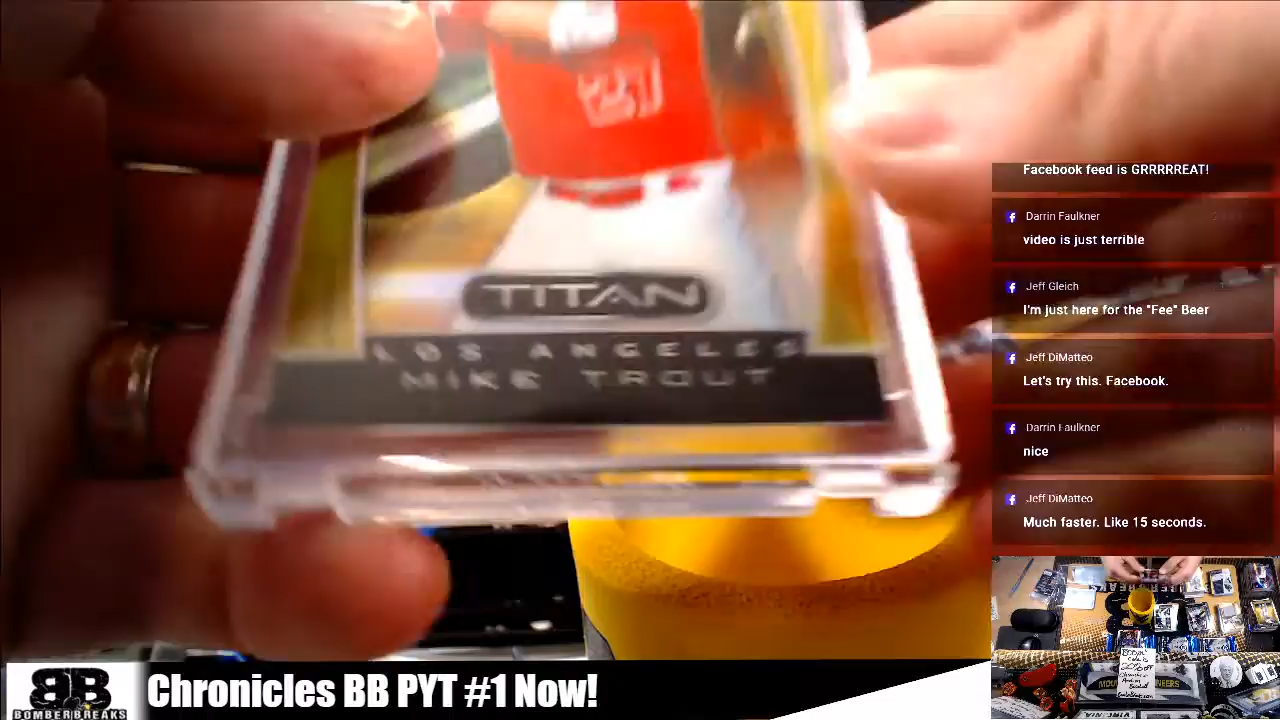 TITAN
LOS ANGELES
MIKE TROUT
Facebook feed is GRRRRREAT!
Darrin Faulkner
video is just terrible
Jeff Gleich
I'm just here for the "Fee" Beer
Jeff DiMatteo
Let's try this. Facebook.
Darrin Faulkner
nice
Jeff DiMatteo
Much faster. Like 15 seconds.
BB
BOMBERBREAKS
Chronicles BB PYT #1 Now!